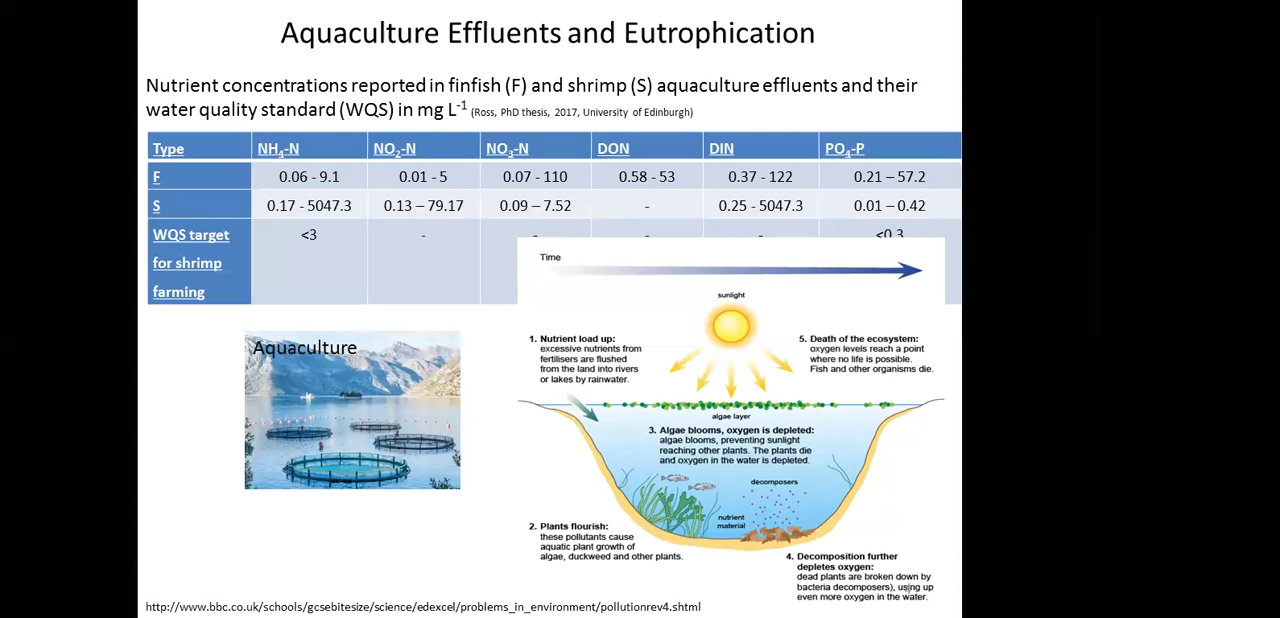 Aquaculture Effluents and Eutrophication
Nutrient concentrations reported in finfish (F) and shrimp (S) aquaculture effluents and their
water quality standard (WQS) in mg L⁻¹ (Ross, PhD thesis, 2017, University of Edinburgh)
Type NH₄-N NO₂-N NO₃-N DON DIN PO₄-P
F 0.06 - 9.1 0.01 - 5 0.07 - 110 0.58 - 53 0.37 - 122 0.21 – 57.2
S 0.17 - 5047.3 0.13 – 79.17 0.09 – 7.52 - 0.25 - 5047.3 0.01 – 0.42
WQS target <3 - - - - <0.3
for shrimp
farming
Time
sunlight
1. Nutrient load up:
excessive nutrients from
fertilisers are flushed
from the land into rivers
or lakes by rainwater.
5. Death of the ecosystem:
oxygen levels reach a point
where no life is possible.
Fish and other organisms die.
Aquaculture
algae layer
3. Algae blooms, oxygen is depleted:
algae blooms, preventing sunlight
reaching other plants. The plants die
and oxygen in the water is depleted.
decomposers
nutrient
material
2. Plants flourish:
these pollutants cause
aquatic plant growth of
algae, duckweed and other plants.
4. Decomposition further
depletes oxygen:
dead plants are broken down by
bacteria decomposers), using up
even more oxygen in the water.
http://www.bbc.co.uk/schools/gcsebitesize/science/edexcel/problems_in_environment/pollutionrev4.shtml